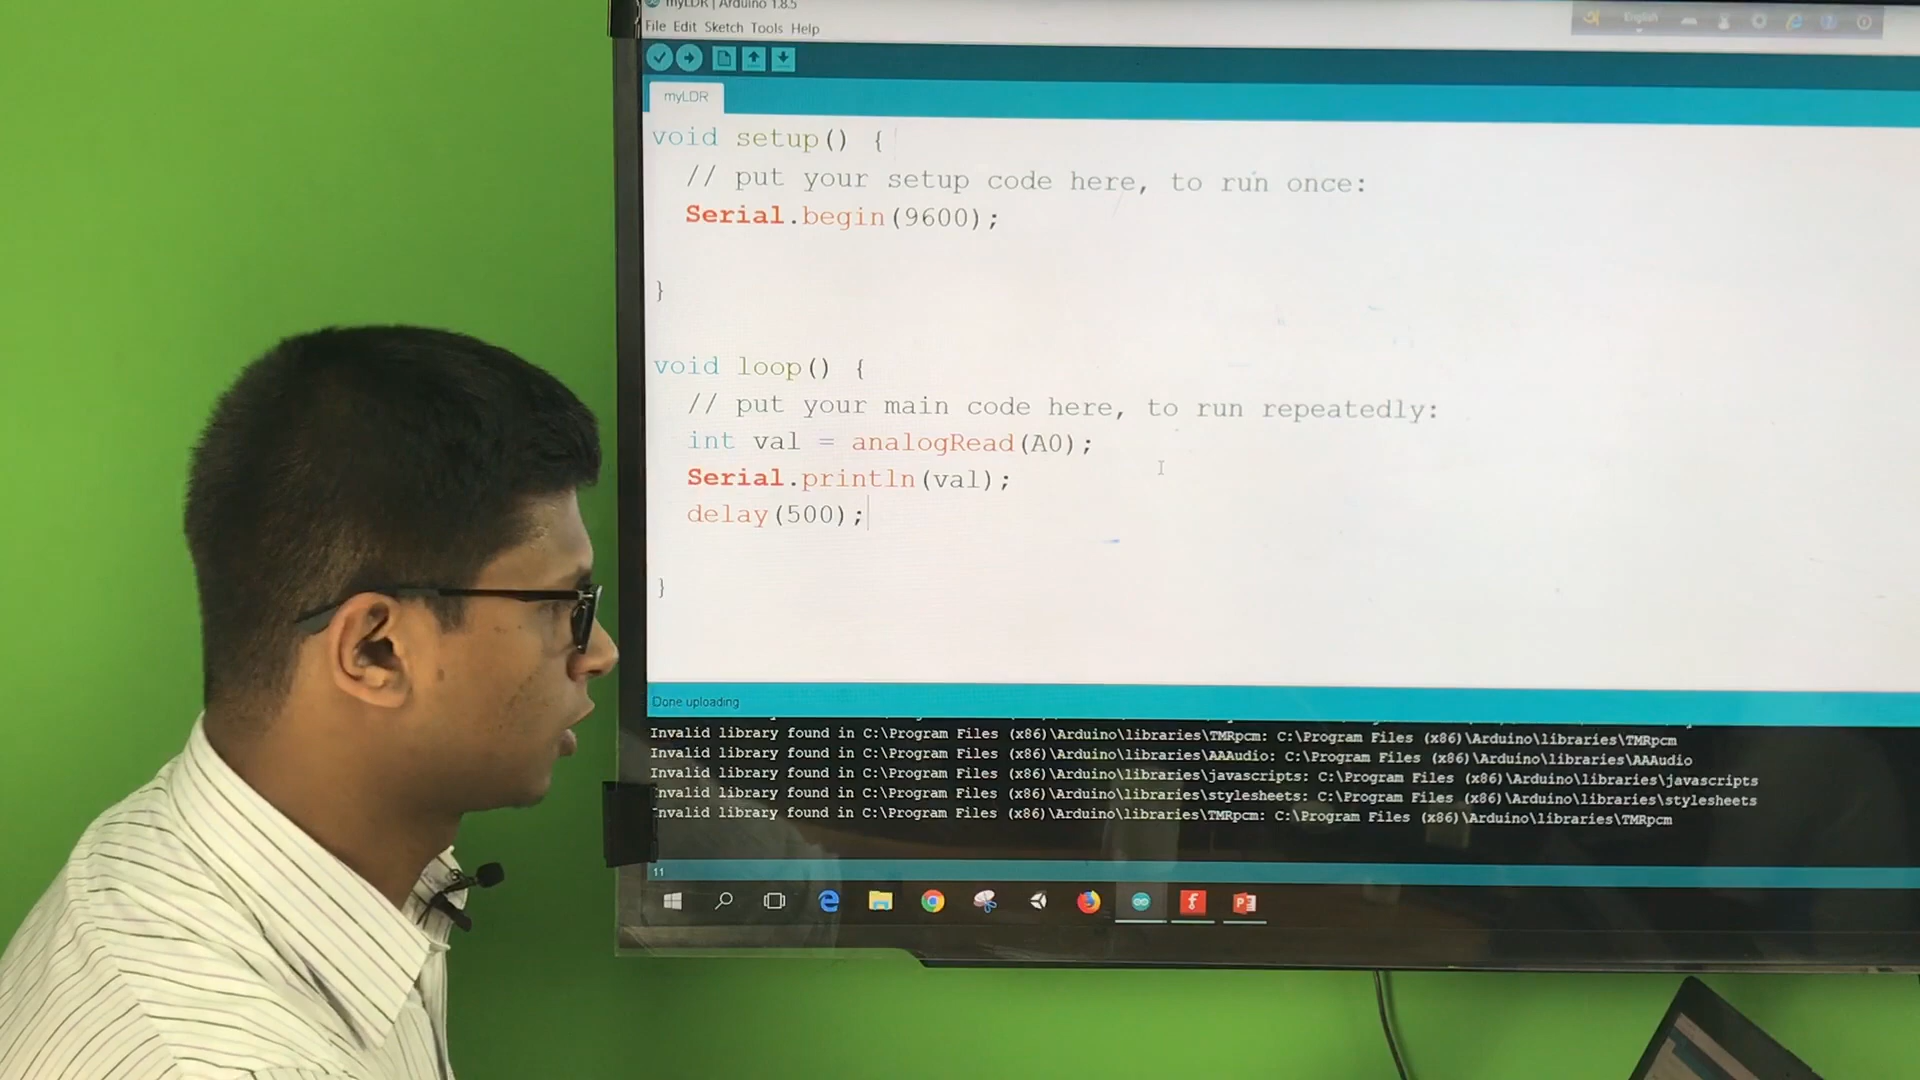 myLDR | Arduino 1.8.5
English
File Edit Sketch Tools Help
myLDR
void setup() {
// put your setup code here, to run once:
Serial.begin(9600);
}
void loop() {
// put your main code here, to run repeatedly:
int val = analogRead(A0);
Serial.println(val);
delay(500);
}
Done uploading
Invalid library found in C:\Program Files (x86)\Arduino\libraries\TMRpcm: C:\Program Files (x86)\Arduino\libraries\TMRpcm
Invalid library found in C:\Program Files (x86)\Arduino\libraries\AAAudio: C:\Program Files (x86)\Arduino\libraries\AAAudio
Invalid library found in C:\Program Files (x86)\Arduino\libraries\javascripts: C:\Program Files (x86)\Arduino\libraries\javascripts
Invalid library found in C:\Program Files (x86)\Arduino\libraries\stylesheets: C:\Program Files (x86)\Arduino\libraries\stylesheets
Invalid library found in C:\Program Files (x86)\Arduino\libraries\TMRpcm: C:\Program Files (x86)\Arduino\libraries\TMRpcm
11